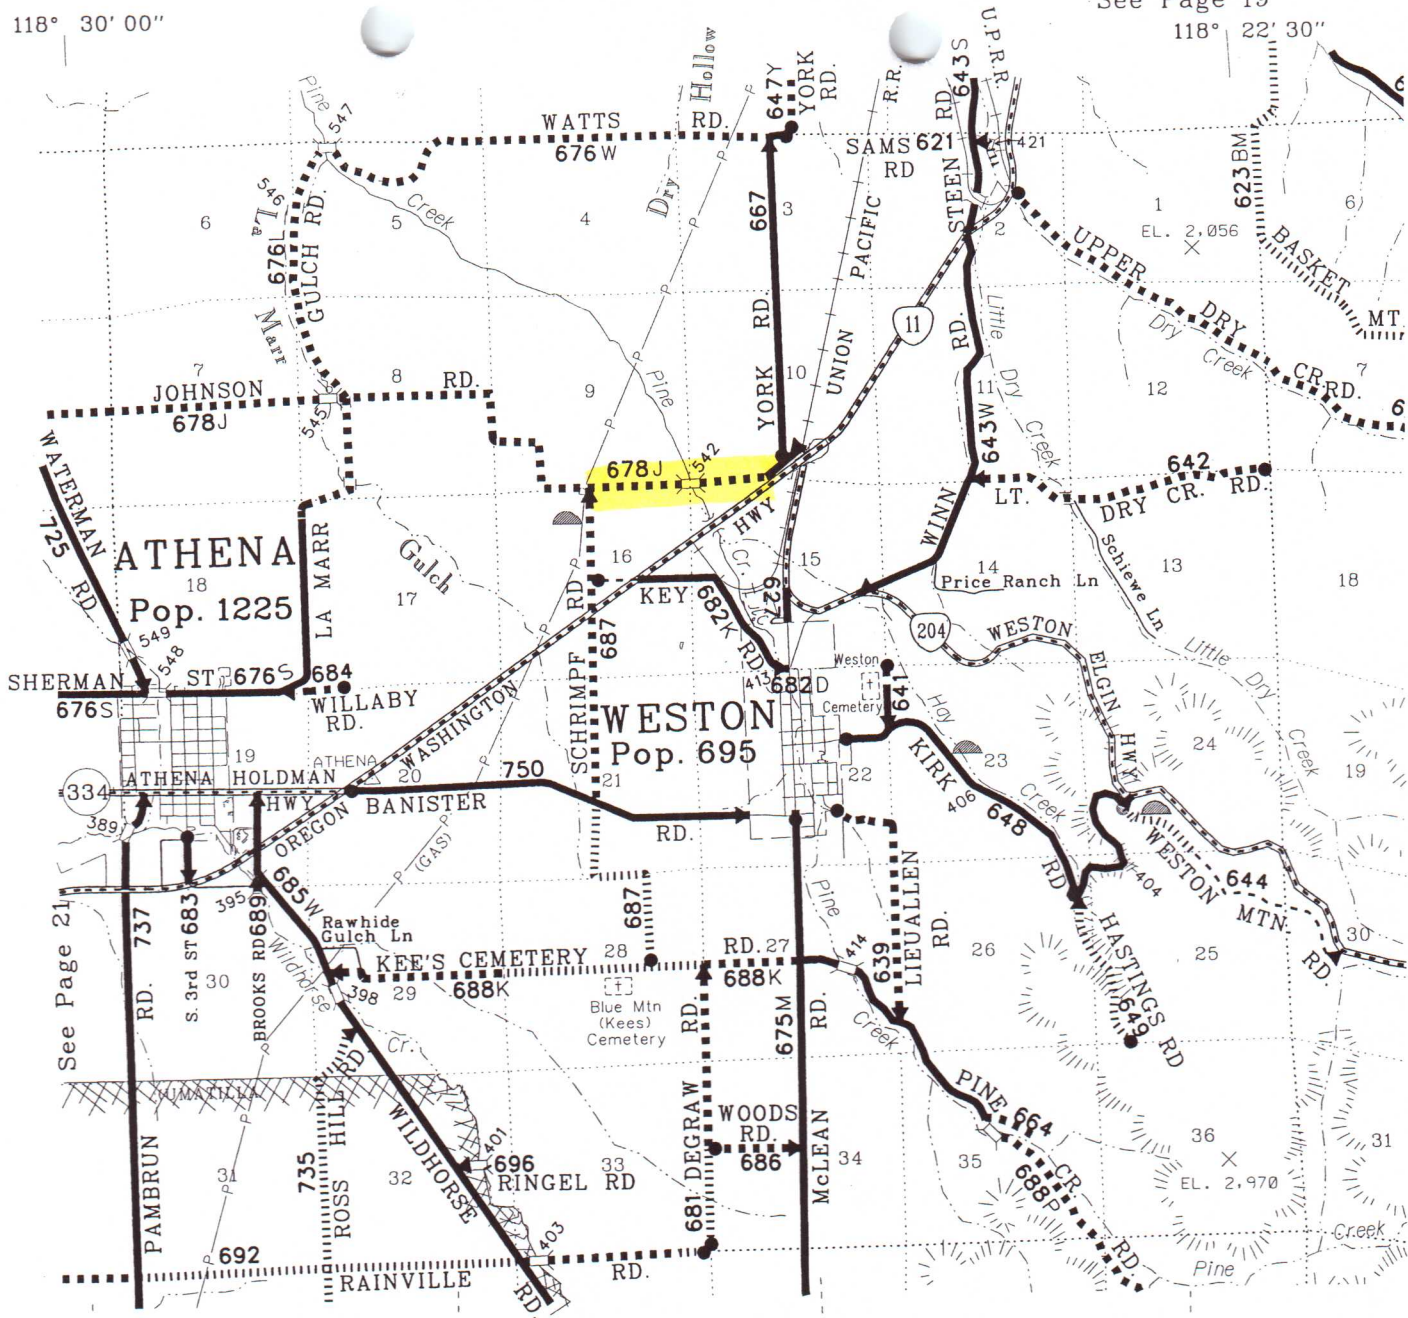 See Page 19
118° 30' 00"
118° 22' 30"
Pine
547
Dry Hollow
P
647Y
YORK RD.
R.R.
643S
U.P.R.R.
WATTS RD.
676W
SAMS RD
621
421
STEEN RD
623BM
546
La Marr
676L
GULCH RD.
Creek
6
5
4
3
2
1
6
667
PACIFIC
EL. 2,056
UPPER DRY CR. RD.
Dry Creek
BASKET MT.
11
UNION
YORK RD.
Little Dry Creek
7
8
9
10
11
12
7
JOHNSON RD.
678J
545
Pine
643W
RD.
WATERMAN RD.
725
678J
542
HWY
WINN
642
LT. DRY CR. RD.
ATHENA
Pop. 1225
18
17
16
15
14
13
18
LA MARR
Gulch
KEY RD.
682K
Cr.
627
Price Ranch Ln
Schiewe Ln
549
548
SCHRIMPF RD
687
204
WESTON ELGIN HWY
Little Dry Creek
SHERMAN ST
676S
676S
684
WILLABY RD.
413
682D
Weston Cemetery
641
Hay Creek
WESTON
Pop. 695
WASHINGTON
19
ATHENA
20
21
22
23
24
19
334
ATHENA HOLDMAN HWY
750
BANISTER RD.
KIRK RD
406
648
389
OREGON
P (GAS)
404
WESTON MTN RD.
644
395
685W
687
Pine
LIEUALLEN RD.
639
See Page 21
737
S. 3rd ST 683
BROOKS RD 689
Rawhide Gulch Ln
Wildhorse Cr.
KEE'S CEMETERY RD.
688K
688K
30
29
28
27
26
25
30
414
HASTINGS RD
649
398
Blue Mtn
(Kees)
Cemetery
675M
Creek
UMATILLA
ROSS HILL RD
735
WILDHORSE RD
681 DEGRAW RD.
WOODS RD.
686
PINE CR. RD
664
688P
McLEAN RD.
401
696
RINGEL RD
31
32
33
34
35
36
31
EL. 2,970
PAMBRUN RD.
692
RAINVILLE RD.
403
Pine Creek